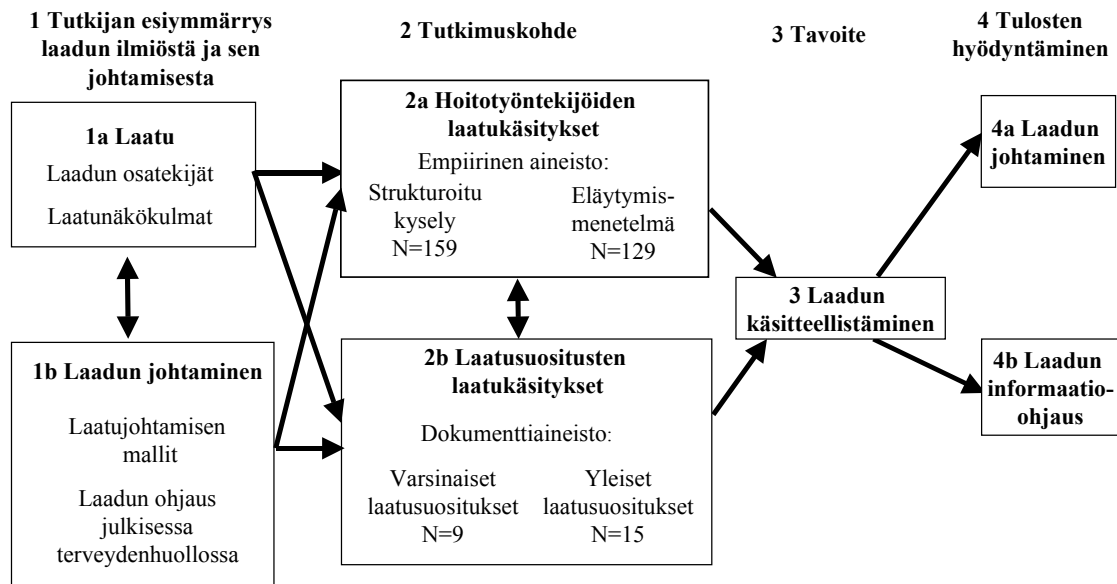 1 Tutkijan esiymmärrys
laadun ilmiöstä ja sen
johtamisesta
1a Laatu
Laadun osatekijät
Laatunäkökulmat
1b Laadun johtaminen
Laatujohtamisen
mallit
Laadun ohjaus
julkisessa
terveydenhuollossa
2 Tutkimuskohde
2a Hoitotyöntekijöiden
laatukäsitykset
Empiirinen aineisto:
Strukturoitu
kysely
N=159
Eläytymis-
menetelmä
N=129
2b Laatusuositusten
laatukäsitykset
Dokumenttiaineisto:
Varsinaiset
laatusuositukset
N=9
Yleiset
laatusuositukset
N=15
3 Tavoite
3 Laadun
käsitteellistäminen
4 Tulosten
hyödyntäminen
4a Laadun
johtaminen
4b Laadun
informaatio-
ohjaus